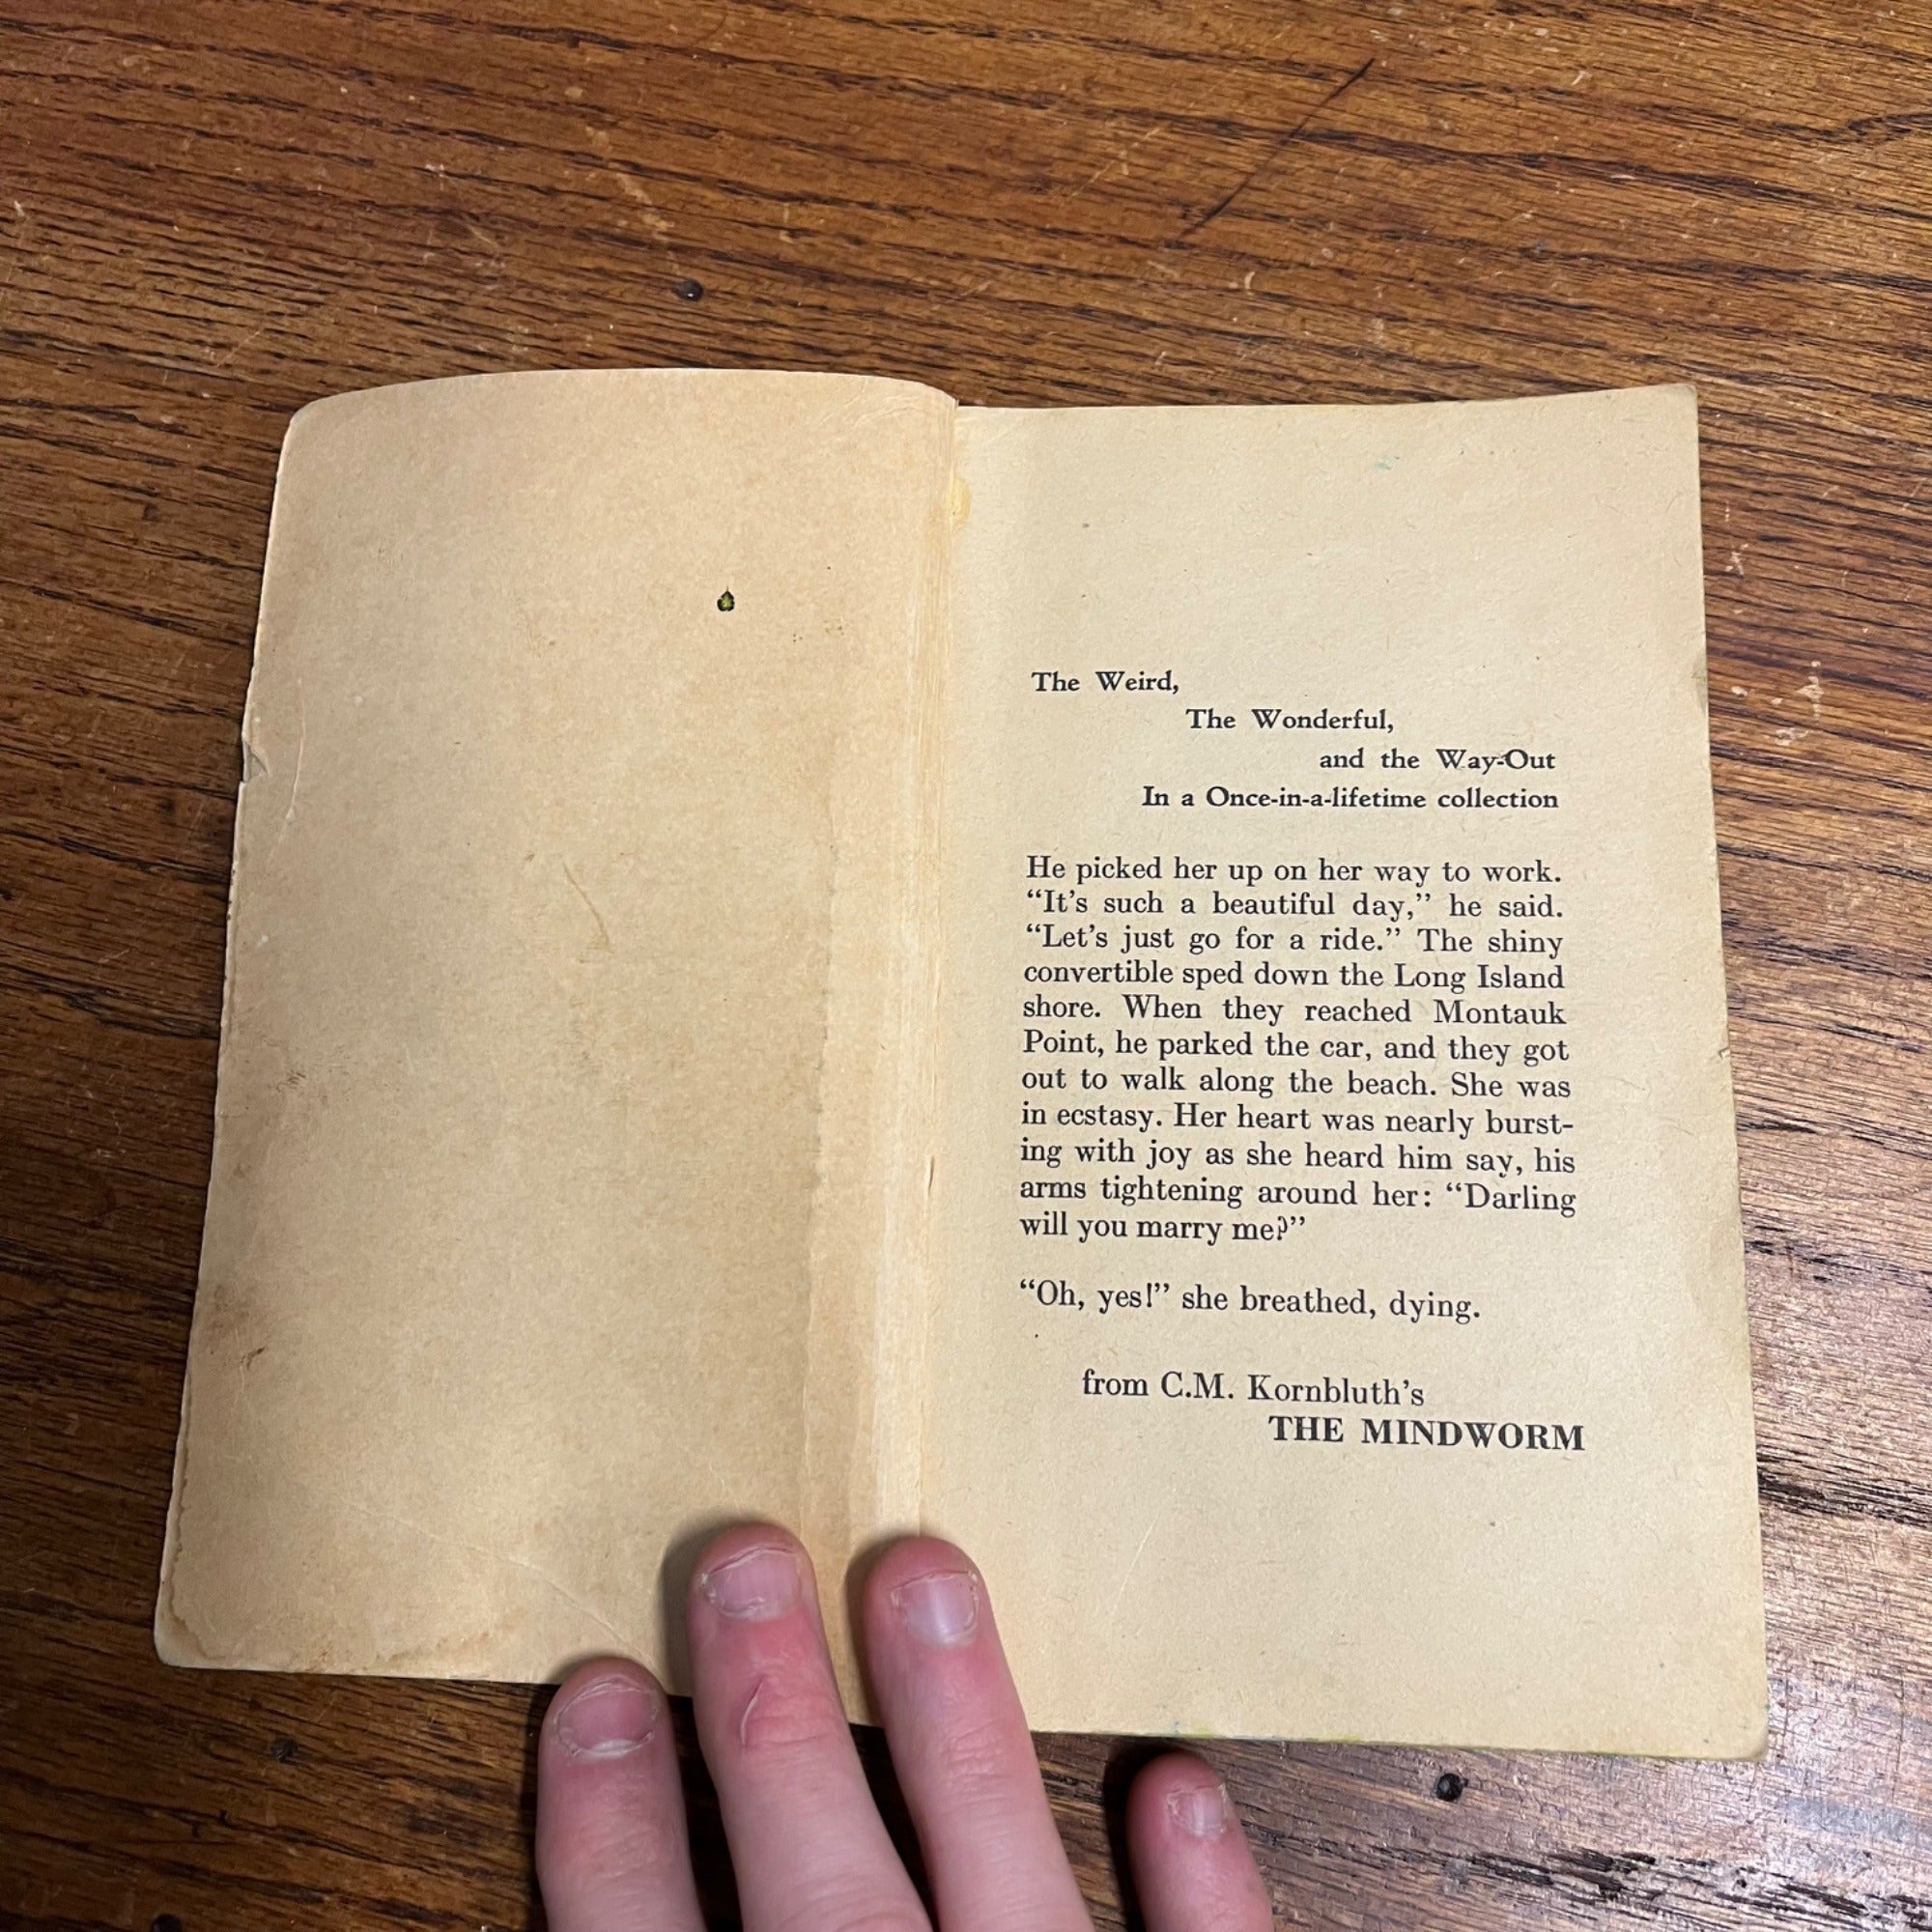 The Weird,
The Wonderful,
and the Way-Out
In a Once-in-a-lifetime collection
He picked her up on her way to work.
“It's such a beautiful day,” he said.
“Let's just go for a ride.” The shiny
convertible sped down the Long Island
shore. When they reached Montauk
Point, he parked the car, and they got
out to walk along the beach. She was
in ecstasy. Her heart was nearly burst-
ing with joy as she heard him say, his
arms tightening around her: “Darling
will you marry me?”
“Oh, yes!” she breathed, dying.
from C.M. Kornbluth's
THE MINDWORM